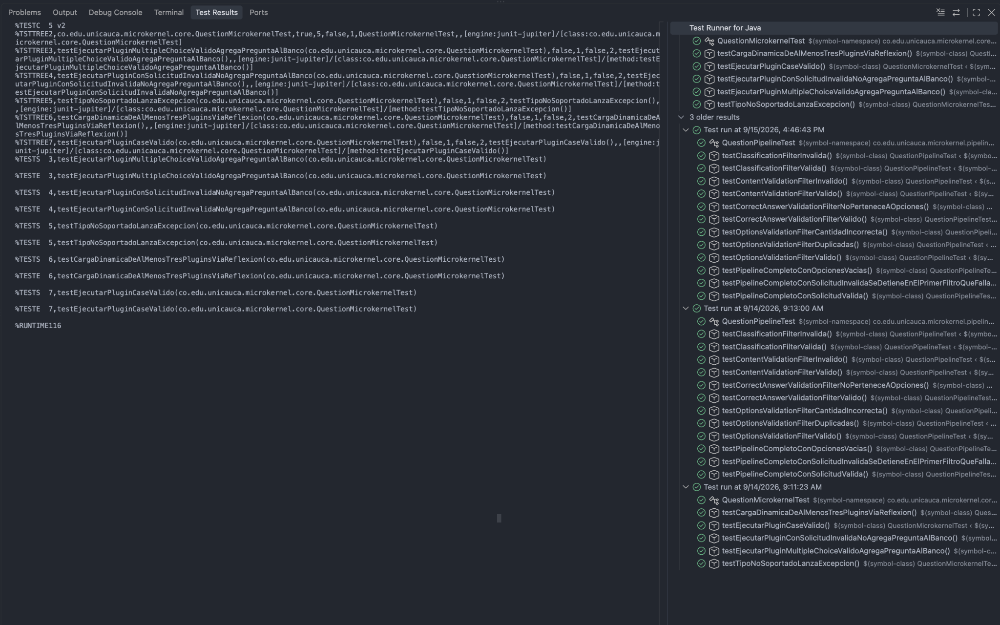 Problems Output Debug Console Terminal Test Results Ports
%TESTC  5 v2
%TSTTREE2,co.edu.unicauca.microkernel.core.QuestionMicrokernelTest,true,5,false,1,QuestionMicrokernelTest,,[engine:junit-jupiter]/[class:co.edu.unicauca.m
icrokernel.core.QuestionMicrokernelTest]
%TSTTREE3,testEjecutarPluginMultipleChoiceValidoAgregaPreguntaAlBanco(co.edu.unicauca.microkernel.core.QuestionMicrokernelTest),false,1,false,2,testEjecut
arPluginMultipleChoiceValidoAgregaPreguntaAlBanco(),,[engine:junit-jupiter]/[class:co.edu.unicauca.microkernel.core.QuestionMicrokernelTest]/[method:testE
jecutarPluginMultipleChoiceValidoAgregaPreguntaAlBanco()]
%TSTTREE4,testEjecutarPluginConSolicitudInvalidaNoAgregaPreguntaAlBanco(co.edu.unicauca.microkernel.core.QuestionMicrokernelTest),false,1,false,2,testEjec
utarPluginConSolicitudInvalidaNoAgregaPreguntaAlBanco(),,[engine:junit-jupiter]/[class:co.edu.unicauca.microkernel.core.QuestionMicrokernelTest]/[method:t
estEjecutarPluginConSolicitudInvalidaNoAgregaPreguntaAlBanco()]
%TSTTREE5,testTipoNoSoportadoLanzaExcepcion(co.edu.unicauca.microkernel.core.QuestionMicrokernelTest),false,1,false,2,testTipoNoSoportadoLanzaExcepcion(),
,[engine:junit-jupiter]/[class:co.edu.unicauca.microkernel.core.QuestionMicrokernelTest]/[method:testTipoNoSoportadoLanzaExcepcion()]
%TSTTREE6,testCargaDinamicaDeAlMenosTresPluginsViaReflexion(co.edu.unicauca.microkernel.core.QuestionMicrokernelTest),false,1,false,2,testCargaDinamicaDeA
lMenosTresPluginsViaReflexion(),,[engine:junit-jupiter]/[class:co.edu.unicauca.microkernel.core.QuestionMicrokernelTest]/[method:testCargaDinamicaDeAlMeno
sTresPluginsViaReflexion()]
%TSTTREE7,testEjecutarPluginCaseValido(co.edu.unicauca.microkernel.core.QuestionMicrokernelTest),false,1,false,2,testEjecutarPluginCaseValido(),,[engine:j
unit-jupiter]/[class:co.edu.unicauca.microkernel.core.QuestionMicrokernelTest]/[method:testEjecutarPluginCaseValido()]
%TESTS  3,testEjecutarPluginMultipleChoiceValidoAgregaPreguntaAlBanco(co.edu.unicauca.microkernel.core.QuestionMicrokernelTest)
%TESTE  3,testEjecutarPluginMultipleChoiceValidoAgregaPreguntaAlBanco(co.edu.unicauca.microkernel.core.QuestionMicrokernelTest)
%TESTS  4,testEjecutarPluginConSolicitudInvalidaNoAgregaPreguntaAlBanco(co.edu.unicauca.microkernel.core.QuestionMicrokernelTest)
%TESTE  4,testEjecutarPluginConSolicitudInvalidaNoAgregaPreguntaAlBanco(co.edu.unicauca.microkernel.core.QuestionMicrokernelTest)
%TESTS  5,testTipoNoSoportadoLanzaExcepcion(co.edu.unicauca.microkernel.core.QuestionMicrokernelTest)
%TESTE  5,testTipoNoSoportadoLanzaExcepcion(co.edu.unicauca.microkernel.core.QuestionMicrokernelTest)
%TESTS  6,testCargaDinamicaDeAlMenosTresPluginsViaReflexion(co.edu.unicauca.microkernel.core.QuestionMicrokernelTest)
%TESTE  6,testCargaDinamicaDeAlMenosTresPluginsViaReflexion(co.edu.unicauca.microkernel.core.QuestionMicrokernelTest)
%TESTS  7,testEjecutarPluginCaseValido(co.edu.unicauca.microkernel.core.QuestionMicrokernelTest)
%TESTE  7,testEjecutarPluginCaseValido(co.edu.unicauca.microkernel.core.QuestionMicrokernelTest)
%RUNTIME116
Test Runner for Java
QuestionMicrokernelTest $(symbol-namespace) co.edu.unicauca.microkernel.core...
testCargaDinamicaDeAlMenosTresPluginsViaReflexion() $(symbol-class) Questi...
testEjecutarPluginCaseValido() $(symbol-class) QuestionMicrokernelTest ‹ $(sym...
testEjecutarPluginConSolicitudInvalidaNoAgregaPreguntaAlBanco() $(symbol-...
testEjecutarPluginMultipleChoiceValidoAgregaPreguntaAlBanco() $(symbol-cla...
testTipoNoSoportadoLanzaExcepcion() $(symbol-class) QuestionMicrokernelTes...
3 older results
Test run at 9/15/2026, 4:46:43 PM
QuestionPipelineTest $(symbol-namespace) co.edu.unicauca.microkernel.pipelin...
testClassificationFilterInvalida() $(symbol-class) QuestionPipelineTest ‹ $(symbo...
testClassificationFilterValida() $(symbol-class) QuestionPipelineTest ‹ $(symbol-...
testContentValidationFilterInvalido() $(symbol-class) QuestionPipelineTest ‹ $(s...
testContentValidationFilterValido() $(symbol-class) QuestionPipelineTest ‹ $(sy...
testCorrectAnswerValidationFilterNoPerteneceAOpciones() $(symbol-class) ...
testCorrectAnswerValidationFilterValido() $(symbol-class) QuestionPipelineTest...
testOptionsValidationFilterCantidadIncorrecta() $(symbol-class) QuestionPipeli...
testOptionsValidationFilterDuplicadas() $(symbol-class) QuestionPipelineTest ‹ ...
testOptionsValidationFilterValido() $(symbol-class) QuestionPipelineTest ‹ $(sy...
testPipelineCompletoConOpcionesVacias() $(symbol-class) QuestionPipelineTe...
testPipelineCompletoConSolicitudInvalidaSeDetieneEnElPrimerFiltroQueFalla...
testPipelineCompletoConSolicitudValida() $(symbol-class) QuestionPipelineTes...
Test run at 9/14/2026, 9:13:00 AM
QuestionPipelineTest $(symbol-namespace) co.edu.unicauca.microkernel.pipelin...
testClassificationFilterInvalida() $(symbol-class) QuestionPipelineTest ‹ $(symbo...
testClassificationFilterValida() $(symbol-class) QuestionPipelineTest ‹ $(symbol-...
testContentValidationFilterInvalido() $(symbol-class) QuestionPipelineTest ‹ $(s...
testContentValidationFilterValido() $(symbol-class) QuestionPipelineTest ‹ $(sy...
testCorrectAnswerValidationFilterNoPerteneceAOpciones() $(symbol-class) ...
testCorrectAnswerValidationFilterValido() $(symbol-class) QuestionPipelineTest...
testOptionsValidationFilterCantidadIncorrecta() $(symbol-class) QuestionPipeli...
testOptionsValidationFilterDuplicadas() $(symbol-class) QuestionPipelineTest ‹ ...
testOptionsValidationFilterValido() $(symbol-class) QuestionPipelineTest ‹ $(sy...
testPipelineCompletoConOpcionesVacias() $(symbol-class) QuestionPipelineTe...
testPipelineCompletoConSolicitudInvalidaSeDetieneEnElPrimerFiltroQueFalla...
testPipelineCompletoConSolicitudValida() $(symbol-class) QuestionPipelineTes...
Test run at 9/14/2026, 9:11:23 AM
QuestionMicrokernelTest $(symbol-namespace) co.edu.unicauca.microkernel.cor...
testCargaDinamicaDeAlMenosTresPluginsViaReflexion() $(symbol-class) Ques...
testEjecutarPluginCaseValido() $(symbol-class) QuestionMicrokernelTest ‹ $(sy...
testEjecutarPluginConSolicitudInvalidaNoAgregaPreguntaAlBanco() $(symbol...
testEjecutarPluginMultipleChoiceValidoAgregaPreguntaAlBanco() $(symbol-c...
testTipoNoSoportadoLanzaExcepcion() $(symbol-class) QuestionMicrokernelTe...